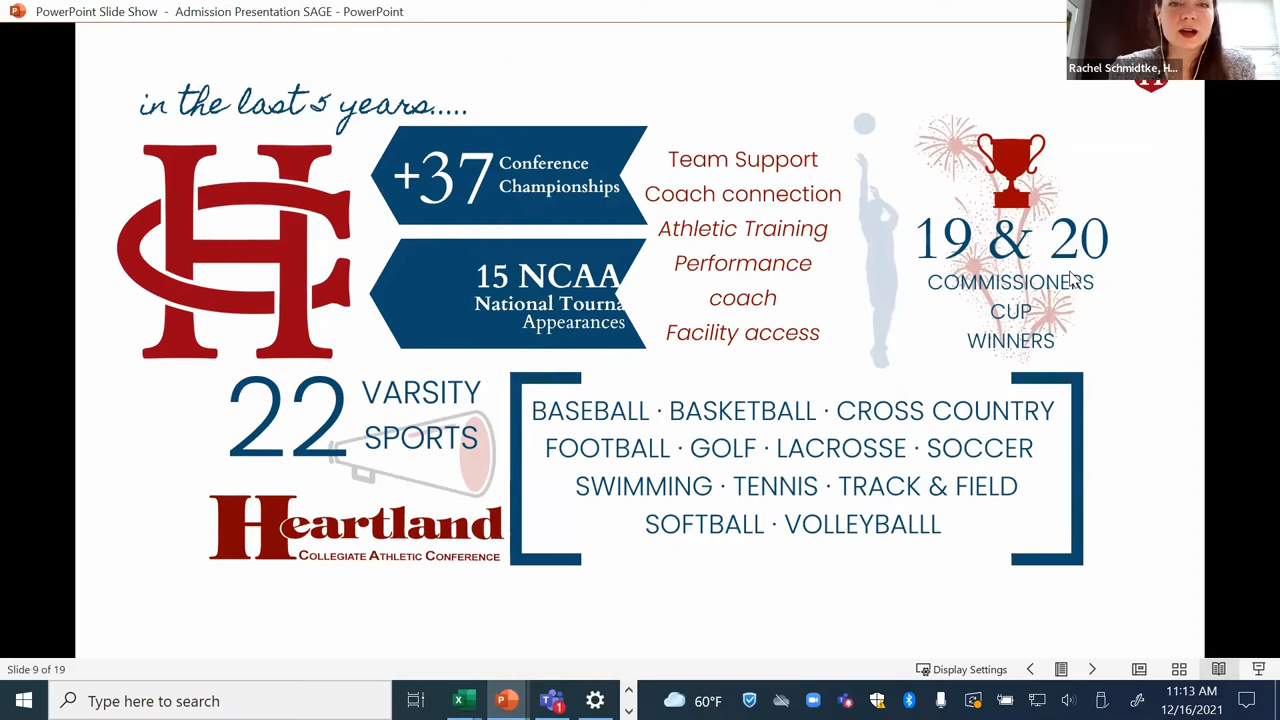 PowerPoint Slide Show - Admission Presentation SAGE - PowerPoint
Rachel Schmidtke, H...
in the last 5 years.....
HC
+37 Conference
Championships
15 NCAA
National Tourna
Appearances
Team Support
Coach connection
Athletic Training
Performance
coach
Facility access
19 & 20
COMMISSIONERS
CUP
WINNERS
22 VARSITY
SPORTS
Heartland
COLLEGIATE ATHLETIC CONFERENCE
BASEBALL · BASKETBALL · CROSS COUNTRY
FOOTBALL · GOLF · LACROSSE · SOCCER
SWIMMING · TENNIS · TRACK & FIELD
SOFTBALL · VOLLEYBALLL
Slide 9 of 19
Display Settings
Type here to search
60°F
11:13 AM
12/16/2021